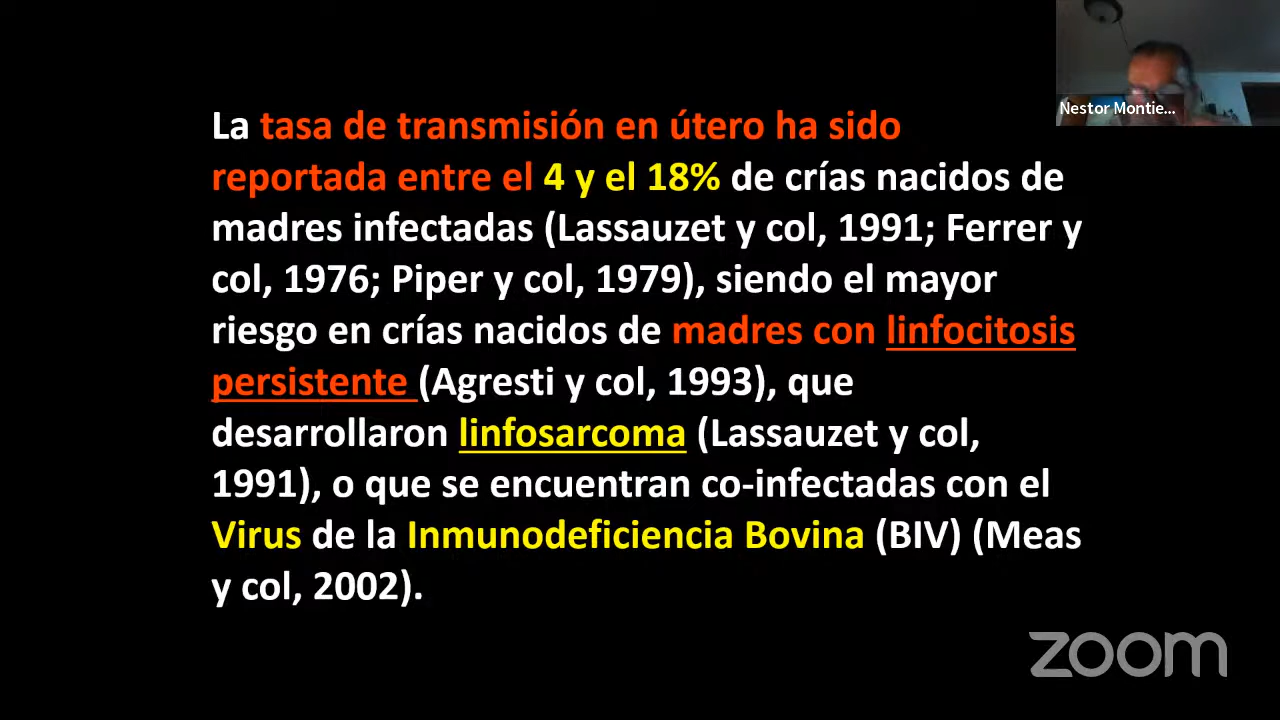 Nestor Montie...
La tasa de transmisión en útero ha sido
reportada entre el 4 y el 18% de crías nacidos de
madres infectadas (Lassauzet y col, 1991; Ferrer y
col, 1976; Piper y col, 1979), siendo el mayor
riesgo en crías nacidos de madres con linfocitosis
persistente (Agresti y col, 1993), que
desarrollaron linfosarcoma (Lassauzet y col,
1991), o que se encuentran co-infectadas con el
Virus de la Inmunodeficiencia Bovina (BIV) (Meas
y col, 2002).
zoom